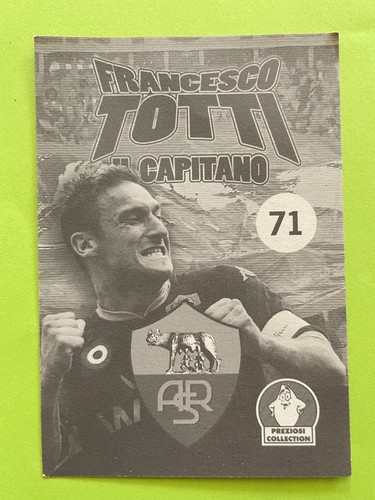 FRANCESCO
TOTTI
IL CAPITANO
71
ASR
PREZIOSI
COLLECTION